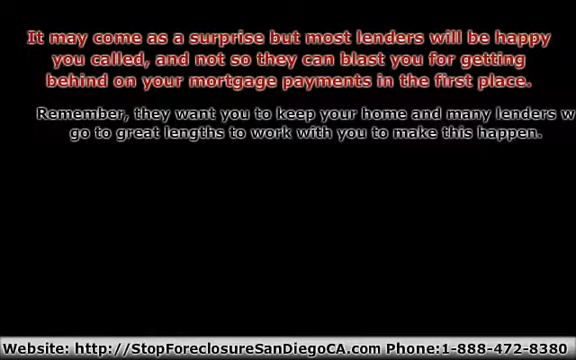 It may come as a surprise but most lenders will be happy
you called, and not so they can blast you for getting
behind on your mortgage payments in the first place.
Remember, they want you to keep your home and many lenders
go to great lengths to work with you to make this happen.
Website: http://StopForeclosureSanDiegoCA.com Phone:1-888-472-8380